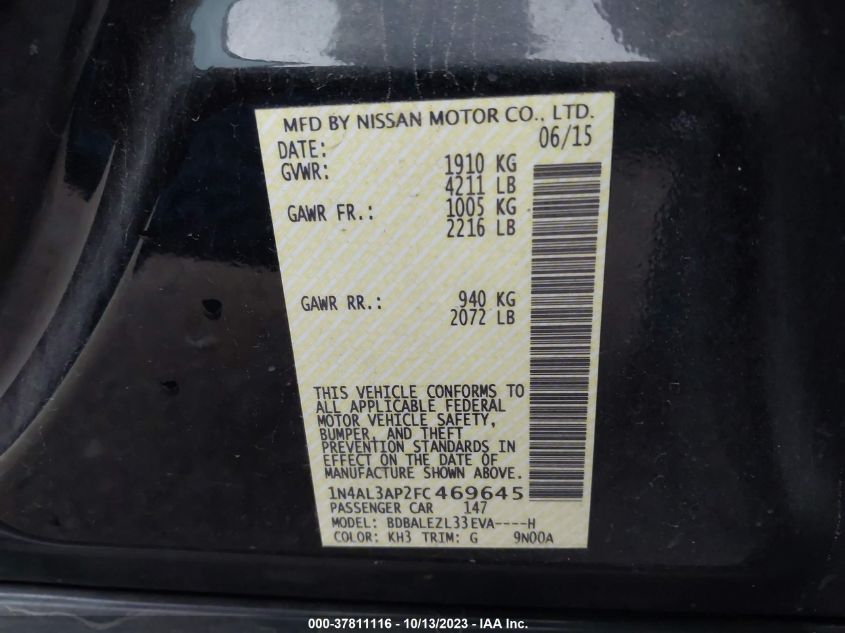 MFD BY NISSAN MOTOR CO., LTD.
DATE: 06/15
GVWR: 1910 KG
4211 LB
GAWR FR.: 1005 KG
2216 LB
GAWR RR.: 940 KG
2072 LB
THIS VEHICLE CONFORMS TO
ALL APPLICABLE FEDERAL
MOTOR VEHICLE SAFETY,
BUMPER, AND THEFT
PREVENTION STANDARDS IN
EFFECT ON THE DATE OF
MANUFACTURE SHOWN ABOVE.
1N4AL3AP2FC469645
PASSENGER CAR 147
MODEL: BDBALEZL33EVA----H
COLOR: KH3 TRIM: G 9N00A
000-37811116 - 10/13/2023 - IAA Inc.